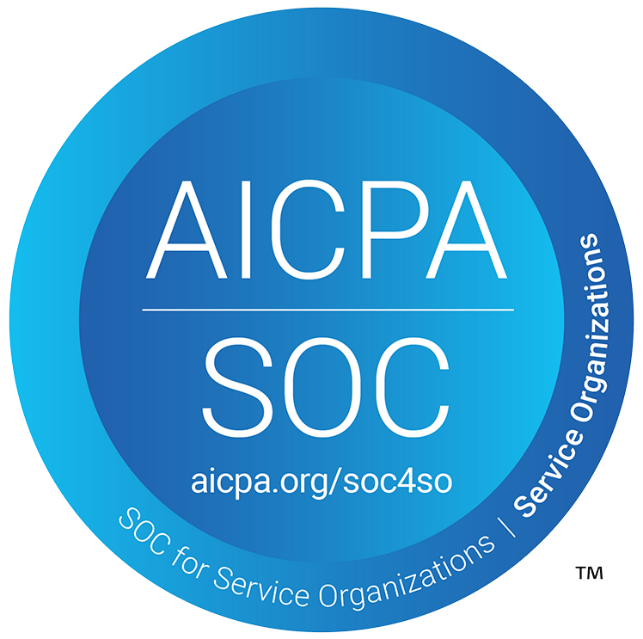 AICPA
SOC
aicpa.org/soc4so
SOC for Service Organizations | Service Organizations
TM